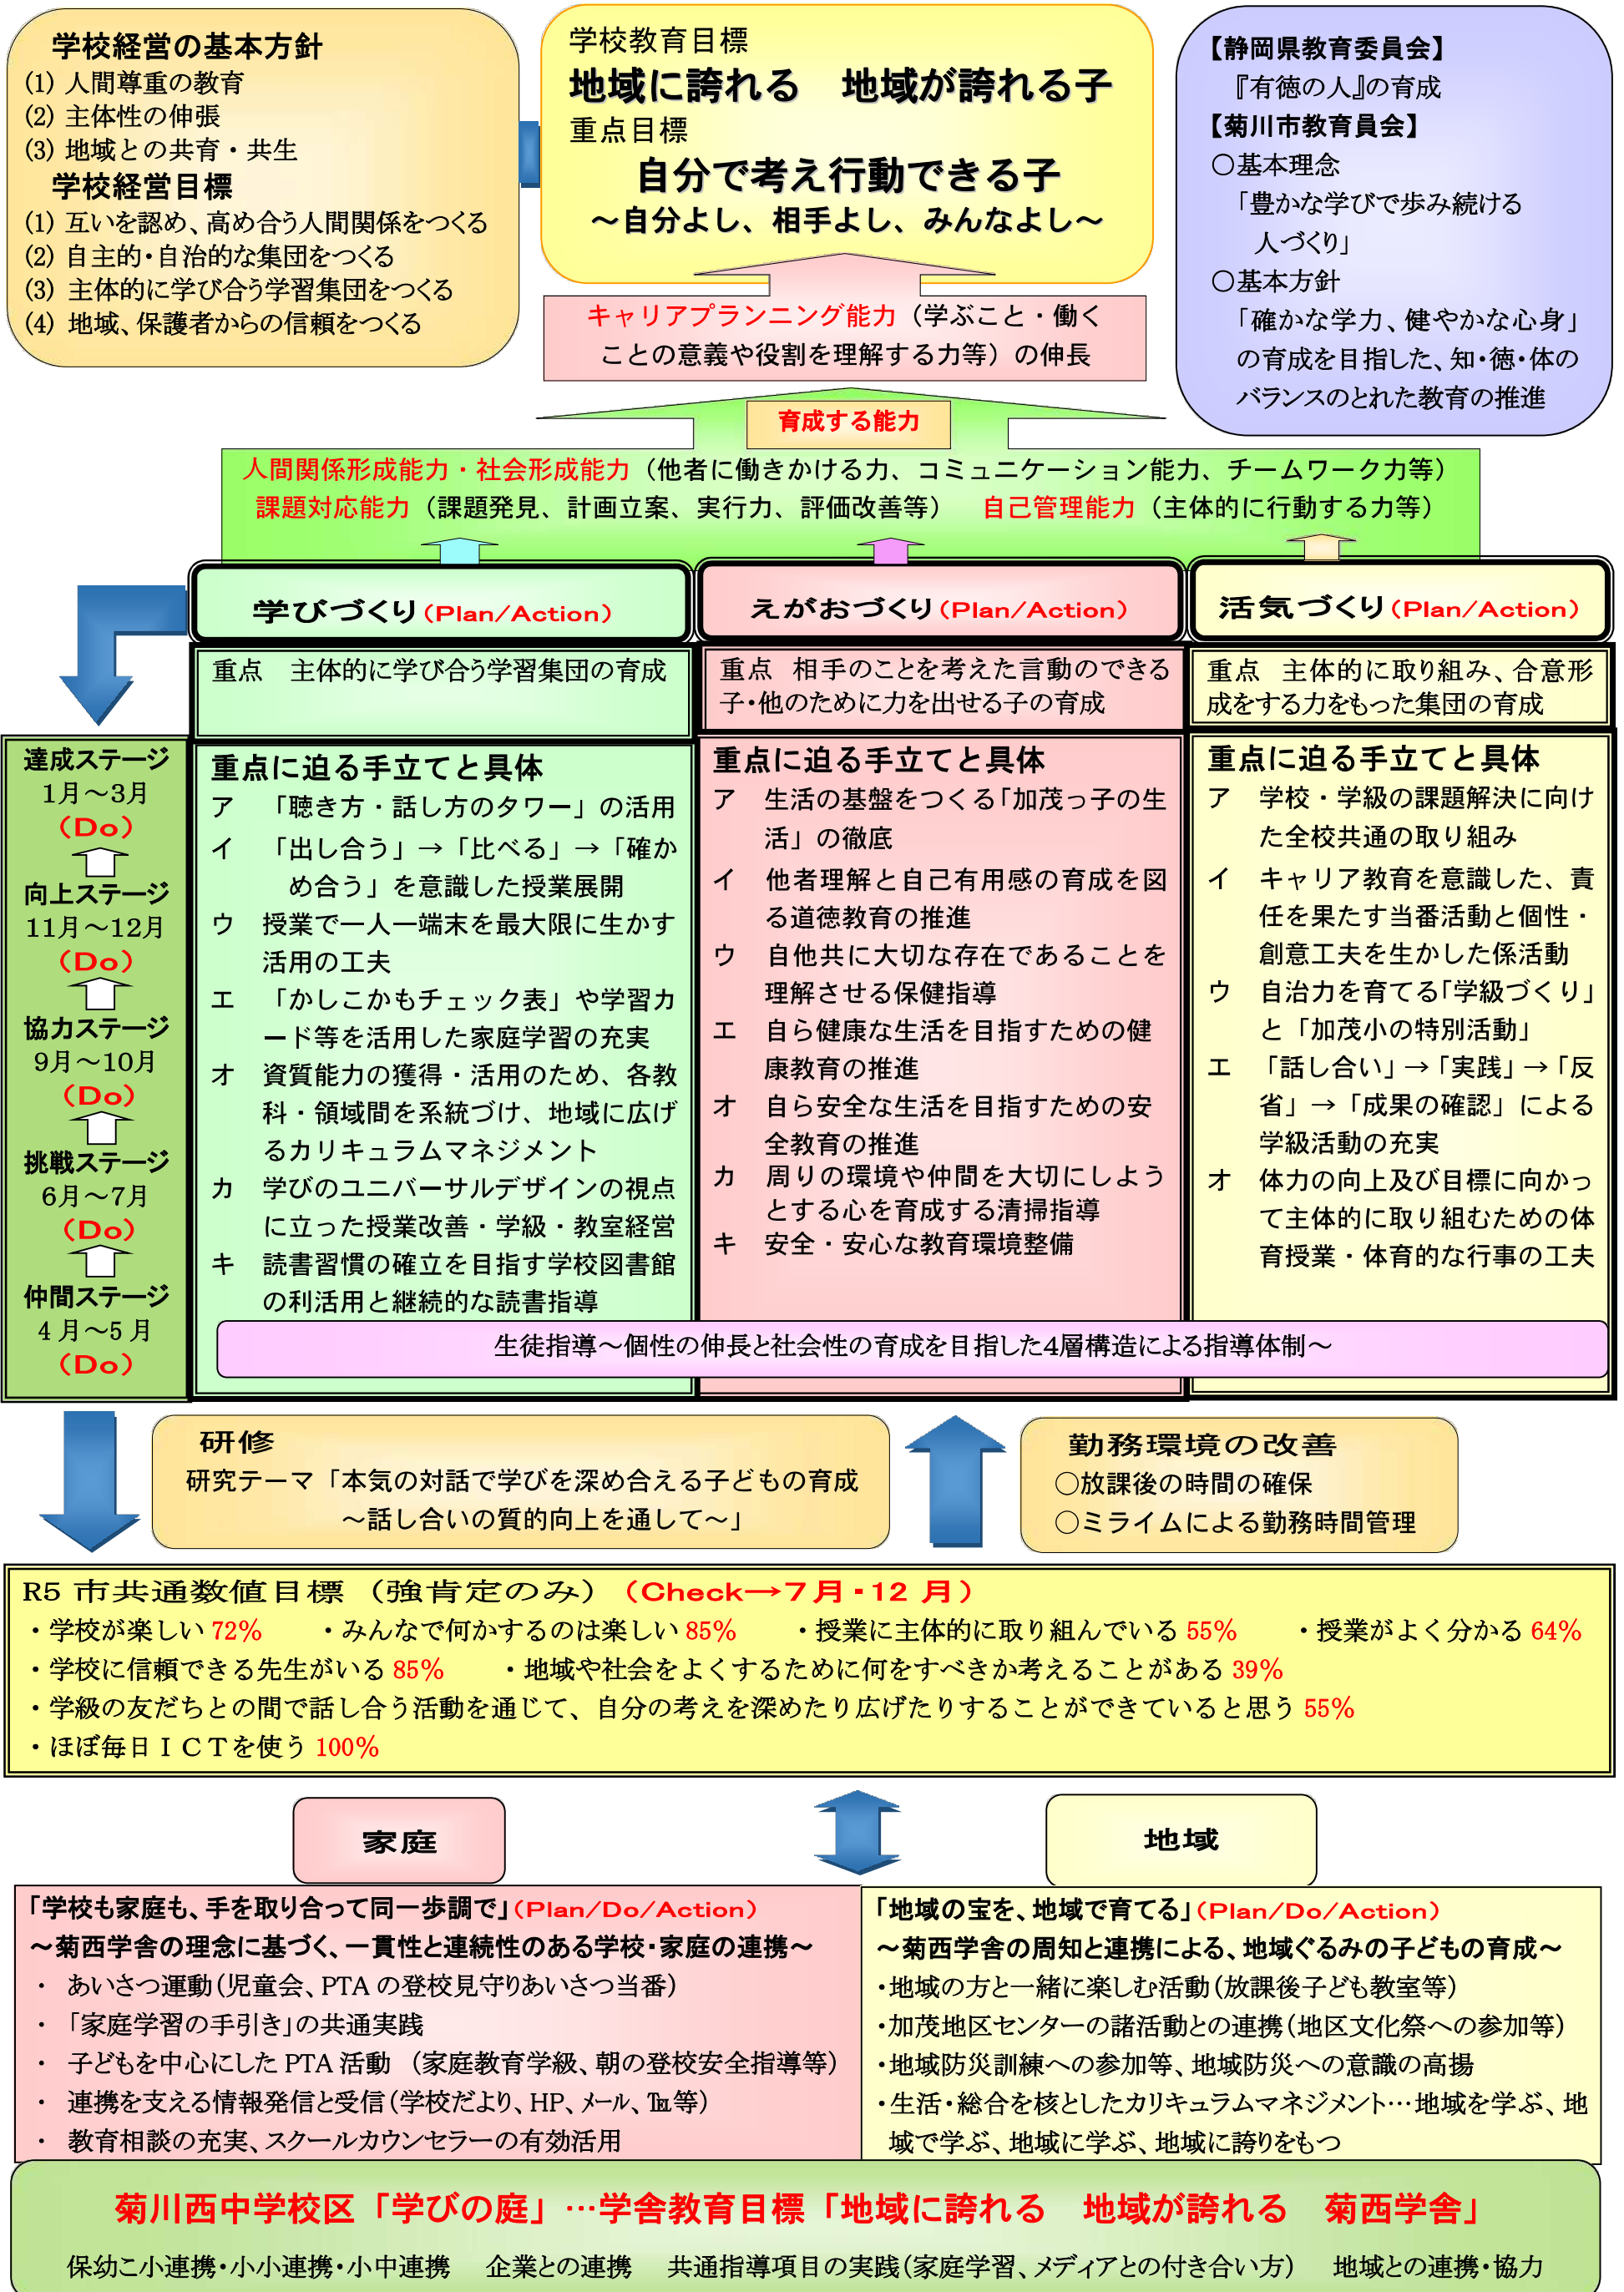 学校経営の基本方針
(1) 人間尊重の教育
(2) 主体性の伸張
(3) 地域との共育・共生
学校経営目標
(1) 互いを認め、高め合う人間関係をつくる
(2) 自主的・自治的な集団をつくる
(3) 主体的に学び合う学習集団をつくる
(4) 地域、保護者からの信頼をつくる
学校教育目標
地域に誇れる　地域が誇れる子
重点目標
自分で考え行動できる子
～自分よし、相手よし、みんなよし～
【静岡県教育委員会】
『有徳の人』の育成
【菊川市教育員会】
○基本理念
「豊かな学びで歩み続ける
人づくり」
○基本方針
「確かな学力、健やかな心身」
の育成を目指した、知・徳・体の
バランスのとれた教育の推進
キャリアプランニング能力（学ぶこと・働く
ことの意義や役割を理解する力等）の伸長
育成する能力
人間関係形成能力・社会形成能力（他者に働きかける力、コミュニケーション能力、チームワーク力等）
課題対応能力（課題発見、計画立案、実行力、評価改善等）　自己管理能力（主体的に行動する力等）
学びづくり（Plan/Action）
重点　主体的に学び合う学習集団の育成
重点に迫る手立てと具体
ア　「聴き方・話し方のタワー」の活用
イ　「出し合う」→「比べる」→「確か
め合う」を意識した授業展開
ウ　授業で一人一端末を最大限に生かす
活用の工夫
エ　「かしこかもチェック表」や学習カ
ード等を活用した家庭学習の充実
オ　資質能力の獲得・活用のため、各教
科・領域間を系統づけ、地域に広げ
るカリキュラムマネジメント
カ　学びのユニバーサルデザインの視点
に立った授業改善・学級・教室経営
キ　読書習慣の確立を目指す学校図書館
の利活用と継続的な読書指導
えがおづくり（Plan/Action）
重点　相手のことを考えた言動のできる
子・他のために力を出せる子の育成
重点に迫る手立てと具体
ア　生活の基盤をつくる「加茂っ子の生
活」の徹底
イ　他者理解と自己有用感の育成を図
る道徳教育の推進
ウ　自他共に大切な存在であることを
理解させる保健指導
エ　自ら健康な生活を目指すための健
康教育の推進
オ　自ら安全な生活を目指すための安
全教育の推進
カ　周りの環境や仲間を大切にしよう
とする心を育成する清掃指導
キ　安全・安心な教育環境整備
活気づくり（Plan/Action）
重点　主体的に取り組み、合意形
成をする力をもった集団の育成
重点に迫る手立てと具体
ア　学校・学級の課題解決に向け
た全校共通の取り組み
イ　キャリア教育を意識した、責
任を果たす当番活動と個性・
創意工夫を生かした係活動
ウ　自治力を育てる「学級づくり」
と「加茂小の特別活動」
エ　「話し合い」→「実践」→「反
省」→「成果の確認」による
学級活動の充実
オ　体力の向上及び目標に向かっ
て主体的に取り組むための体
育授業・体育的な行事の工夫
達成ステージ
1月～3月
（Do）
向上ステージ
11月～12月
（Do）
協力ステージ
9月～10月
（Do）
挑戦ステージ
6月～7月
（Do）
仲間ステージ
4月～5月
（Do）
生徒指導～個性の伸長と社会性の育成を目指した4層構造による指導体制～
研修
研究テーマ「本気の対話で学びを深め合える子どもの育成
～話し合いの質的向上を通して～」
勤務環境の改善
○放課後の時間の確保
○ミライムによる勤務時間管理
R5 市共通数値目標（強肯定のみ）（Check→7月・12月）
・学校が楽しい 72%　・みんなで何かするのは楽しい 85%　・授業に主体的に取り組んでいる 55%　・授業がよく分かる 64%
・学校に信頼できる先生がいる 85%　・地域や社会をよくするために何をすべきか考えることがある 39%
・学級の友だちとの間で話し合う活動を通じて、自分の考えを深めたり広げたりすることができていると思う 55%
・ほぼ毎日ＩＣＴを使う 100%
家庭
「学校も家庭も、手を取り合って同一歩調で」（Plan/Do/Action）
～菊西学舎の理念に基づく、一貫性と連続性のある学校・家庭の連携～
・ あいさつ運動（児童会、PTA の登校見守りあいさつ当番）
・ 「家庭学習の手引き」の共通実践
・ 子どもを中心にした PTA 活動 （家庭教育学級、朝の登校安全指導等）
・ 連携を支える情報発信と受信（学校だより、HP、メール、℡等）
・ 教育相談の充実、スクールカウンセラーの有効活用
地域
「地域の宝を、地域で育てる」（Plan/Do/Action）
～菊西学舎の周知と連携による、地域ぐるみの子どもの育成～
・地域の方と一緒に楽しむ活動（放課後子ども教室等）
・加茂地区センターの諸活動との連携（地区文化祭への参加等）
・地域防災訓練への参加等、地域防災への意識の高揚
・生活・総合を核としたカリキュラムマネジメント…地域を学ぶ、地
域で学ぶ、地域に学ぶ、地域に誇りをもつ
菊川西中学校区「学びの庭」…学舎教育目標「地域に誇れる　地域が誇れる　菊西学舎」
保幼こ小連携・小小連携・小中連携　企業との連携　共通指導項目の実践（家庭学習、メディアとの付き合い方）　地域との連携・協力